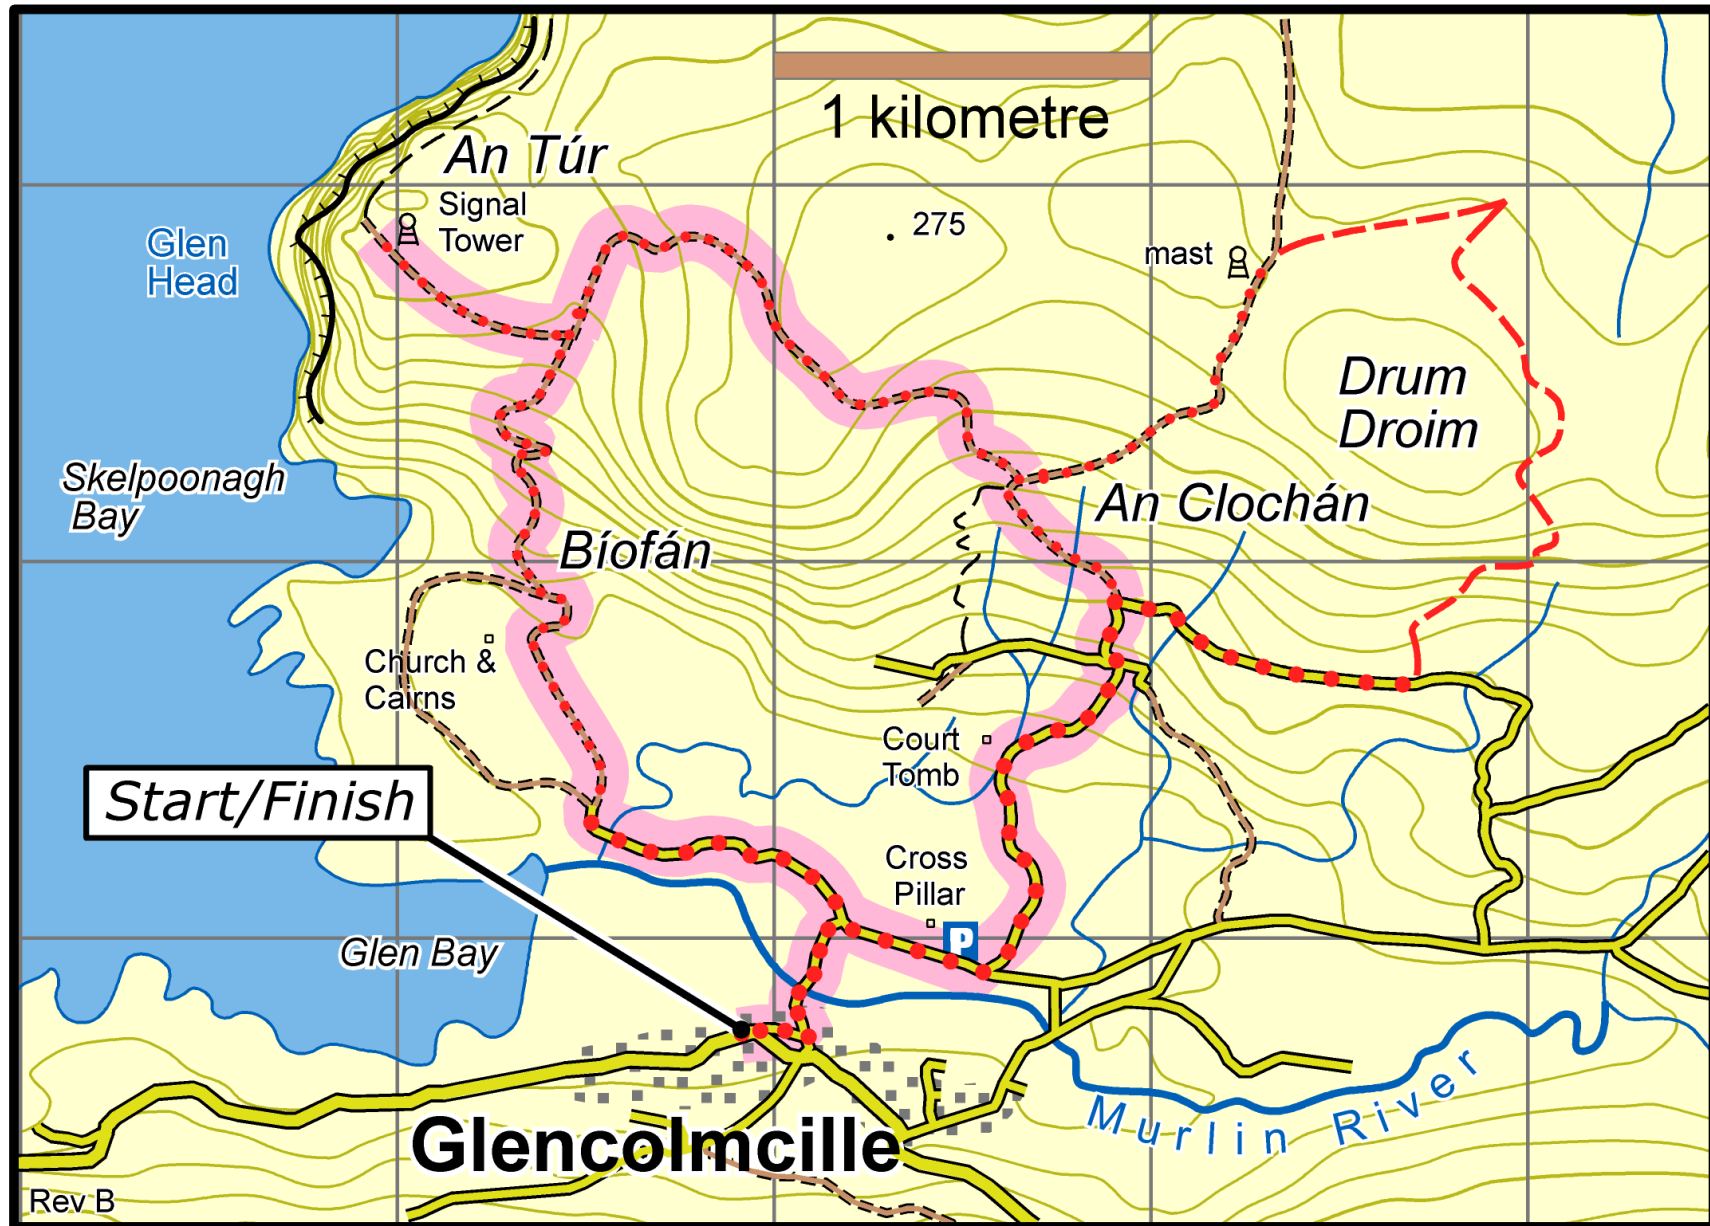 1 kilometre
An Túr
Signal
Tower
275
Glen
Head
mast
Drum
Droim
Skelpoonagh
Bay
An Clochán
Bíofán
Church &
Cairns
Court
Tomb
Start/Finish
Cross
Pillar
P
Glen Bay
Murlin River
Glencolmcille
Rev B